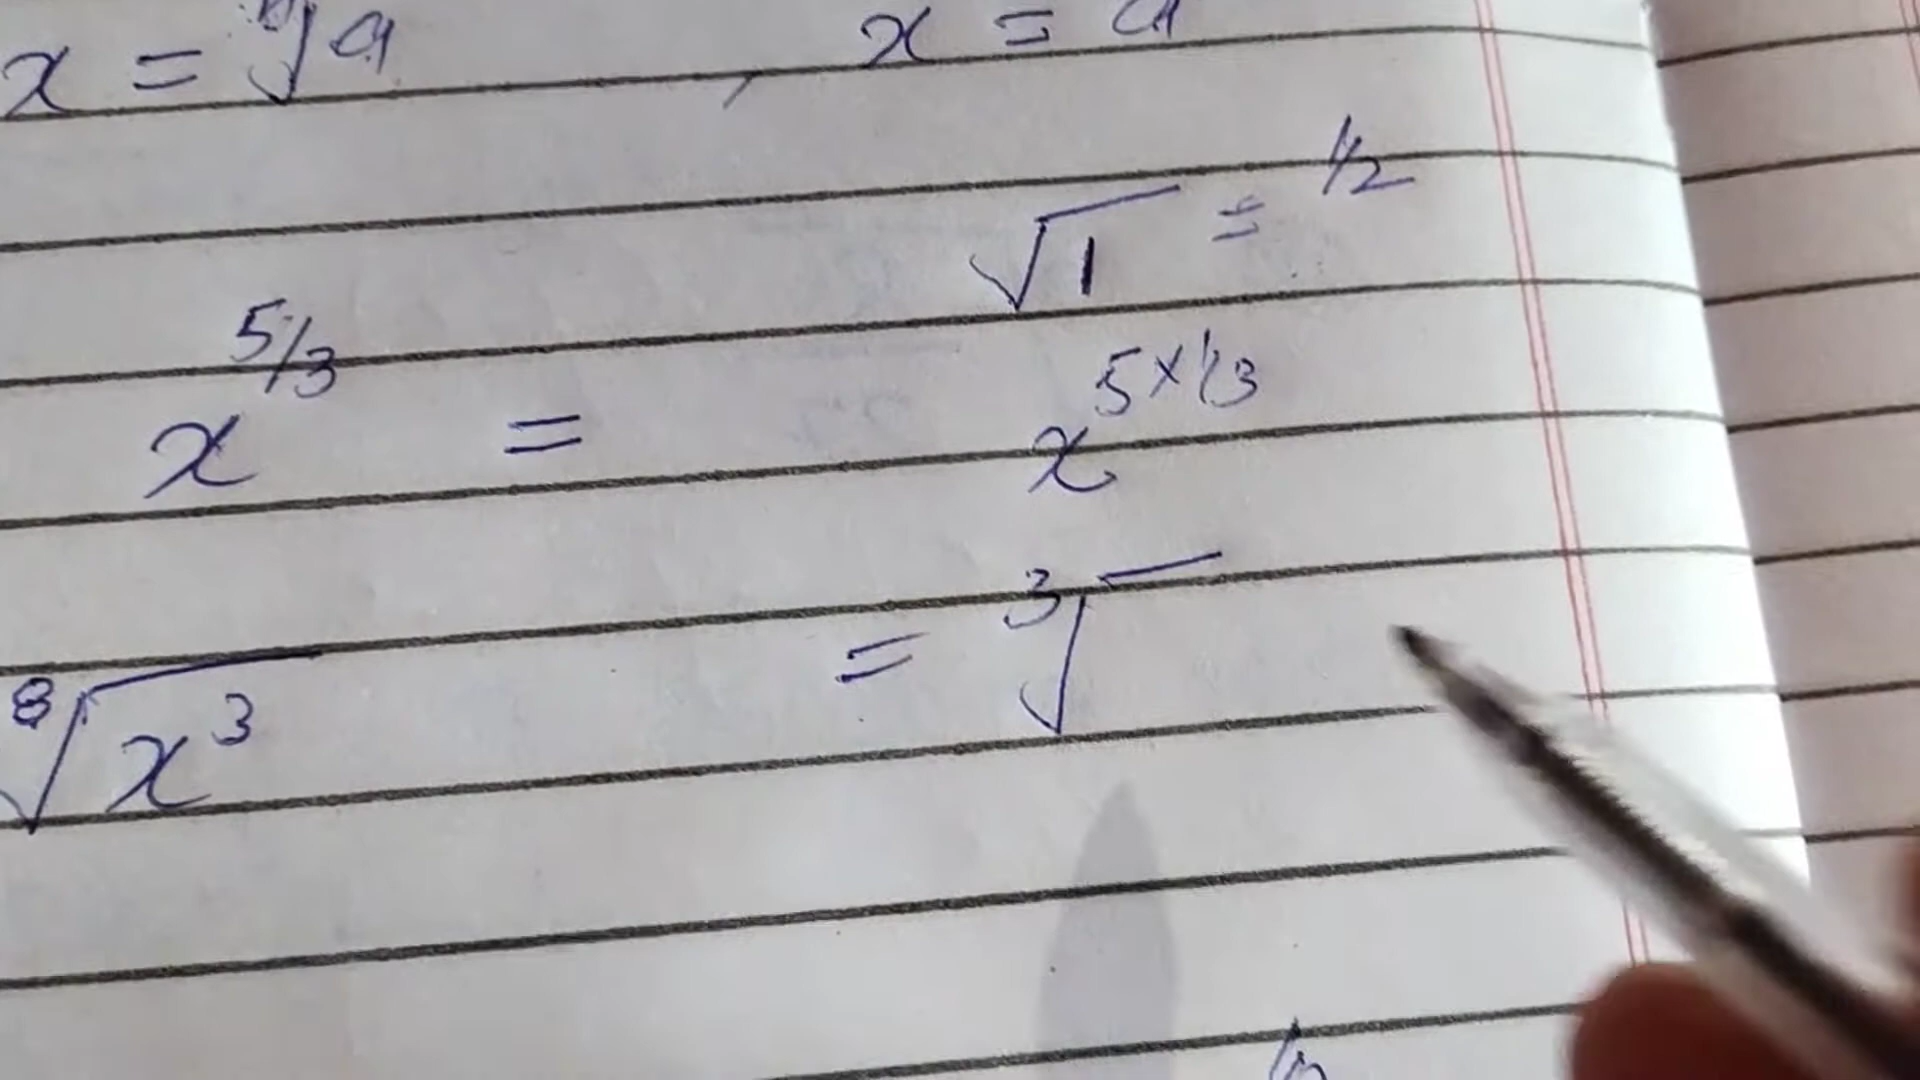 x = ⁿ√a , x = a
√1 = 1/2
x^5/3 = x^5×1/3
= ³√
⁸√x³